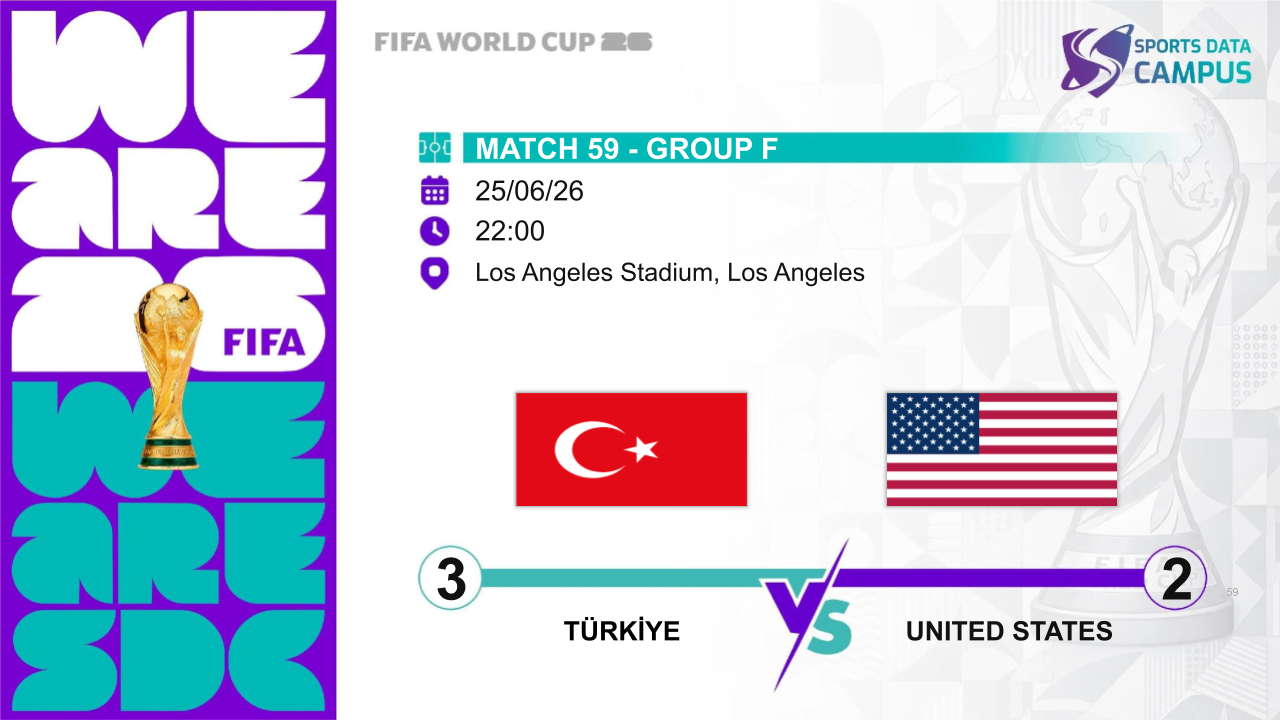 WE
ARE
26
FIFA
WE
ARE
SDC
FIFA WORLD CUP 26
SPORTS DATA
CAMPUS
MATCH 59 - GROUP F
25/06/26
22:00
Los Angeles Stadium, Los Angeles
3
VS
2
59
TÜRKİYE
UNITED STATES
FIFA